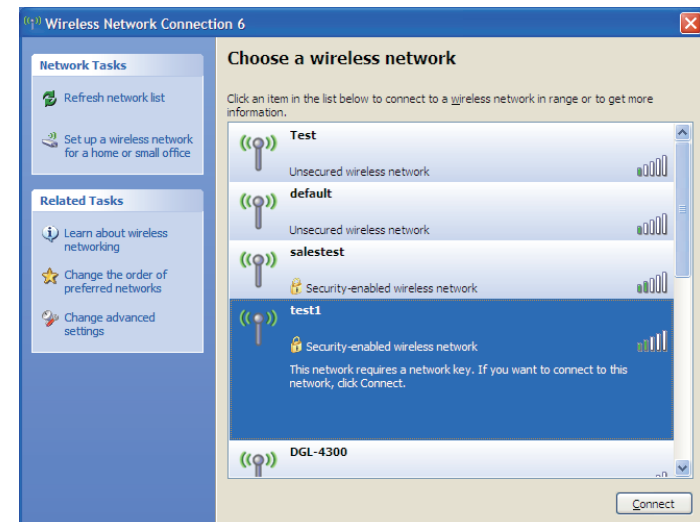 Wireless Network Connection 6
Network Tasks
Refresh network list
Set up a wireless network
for a home or small office
Related Tasks
Learn about wireless
networking
Change the order of
preferred networks
Change advanced
settings
Choose a wireless network
Click an item in the list below to connect to a wireless network in range or to get more
information.
Test
Unsecured wireless network
default
Unsecured wireless network
salestest
Security-enabled wireless network
test1
Security-enabled wireless network
This network requires a network key. If you want to connect to this
network, click Connect.
DGL-4300
Connect